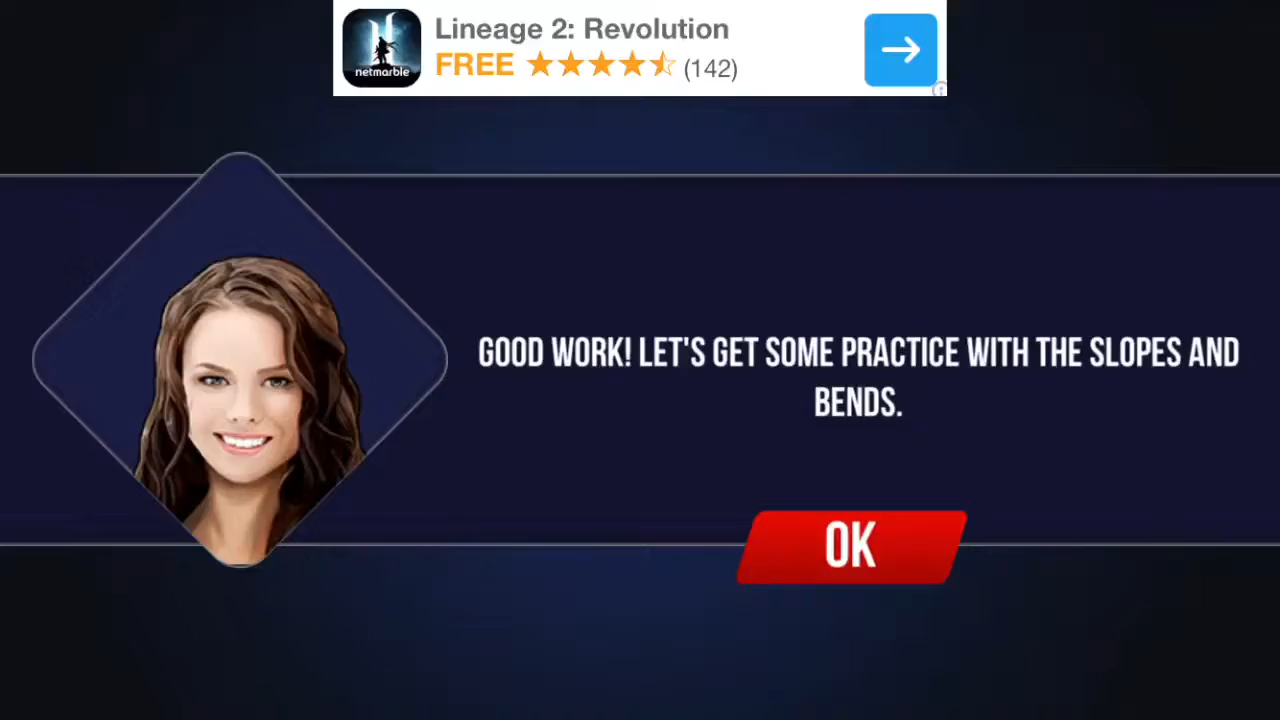 Lineage 2: Revolution
FREE (142)
netmarble
GOOD WORK! LET'S GET SOME PRACTICE WITH THE SLOPES AND
BENDS.
OK